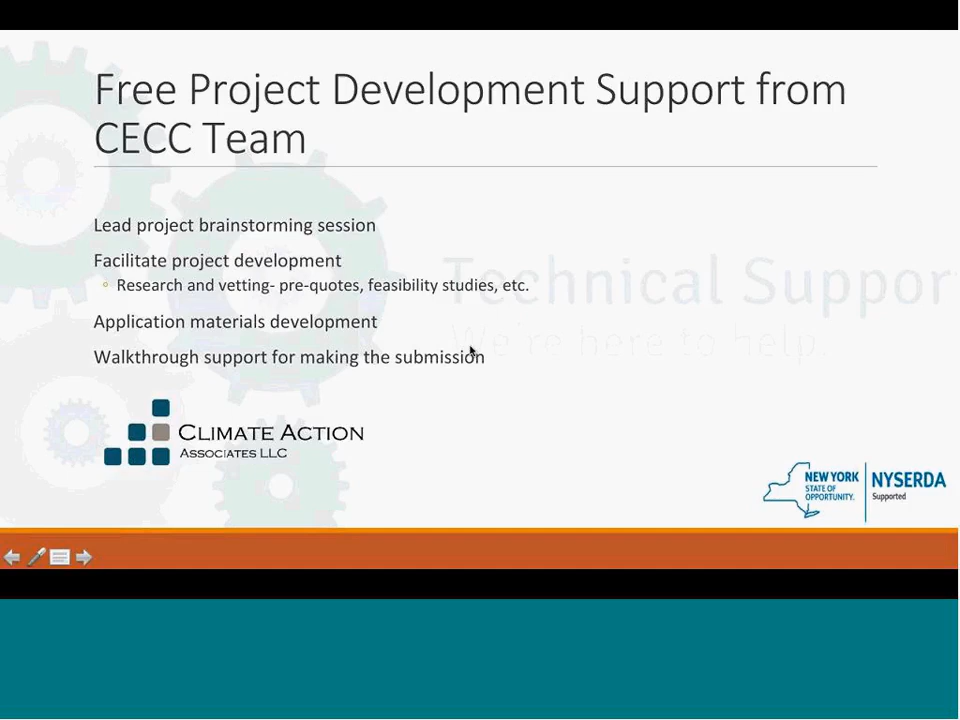 Free Project Development Support from
CECC Team
Lead project brainstorming session
Facilitate project development
Research and vetting- pre-quotes, feasibility studies, etc.
Technical Suppor
We're here to help.
Application materials development
Walkthrough support for making the submission
CLIMATE ACTION
ASSOCIATES LLC
NEW YORK
STATE OF
OPPORTUNITY.
NYSERDA
Supported